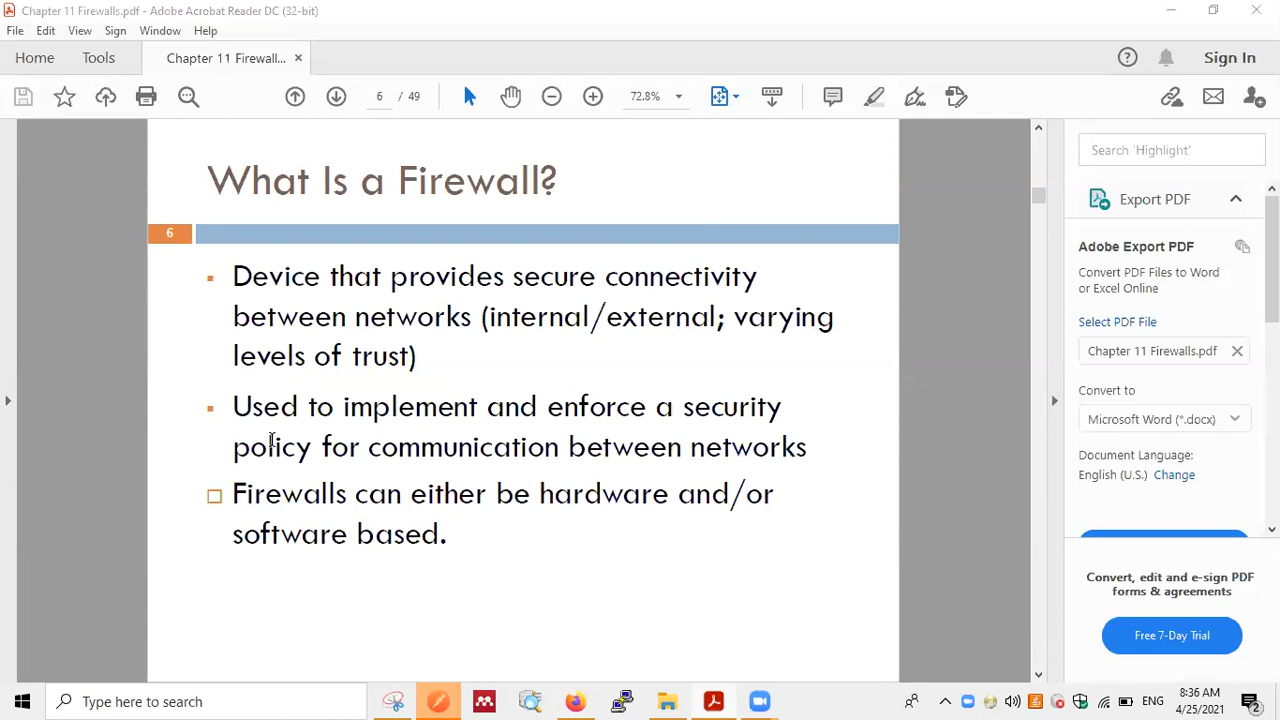 Chapter 11 Firewalls.pdf - Adobe Acrobat Reader DC (32-bit)
File Edit View Sign Window Help
Home Tools Chapter 11 Firewall... × Sign In
6 / 49 72.8%
What Is a Firewall?
6
Device that provides secure connectivity
between networks (internal/external; varying
levels of trust)
Used to implement and enforce a security
policy for communication between networks
Firewalls can either be hardware and/or
software based.
Search 'Highlight'
Export PDF
Adobe Export PDF
Convert PDF Files to Word
or Excel Online
Select PDF File
Chapter 11 Firewalls.pdf
Convert to
Microsoft Word (*.docx)
Document Language:
English (U.S.) Change
Convert, edit and e-sign PDF
forms & agreements
Free 7-Day Trial
Type here to search
ENG
8:36 AM
4/25/2021
2